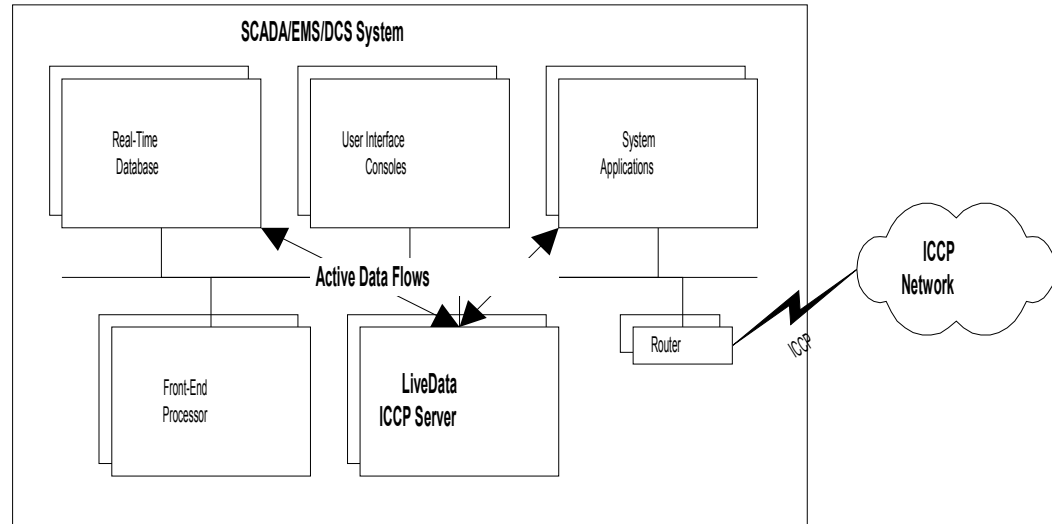 SCADA/EMS/DCS System
Real-Time
Database
User Interface
Consoles
System
Applications
ICCP
Network
Active Data Flows
ICCP
Router
Front-End
Processor
LiveData
ICCP Server